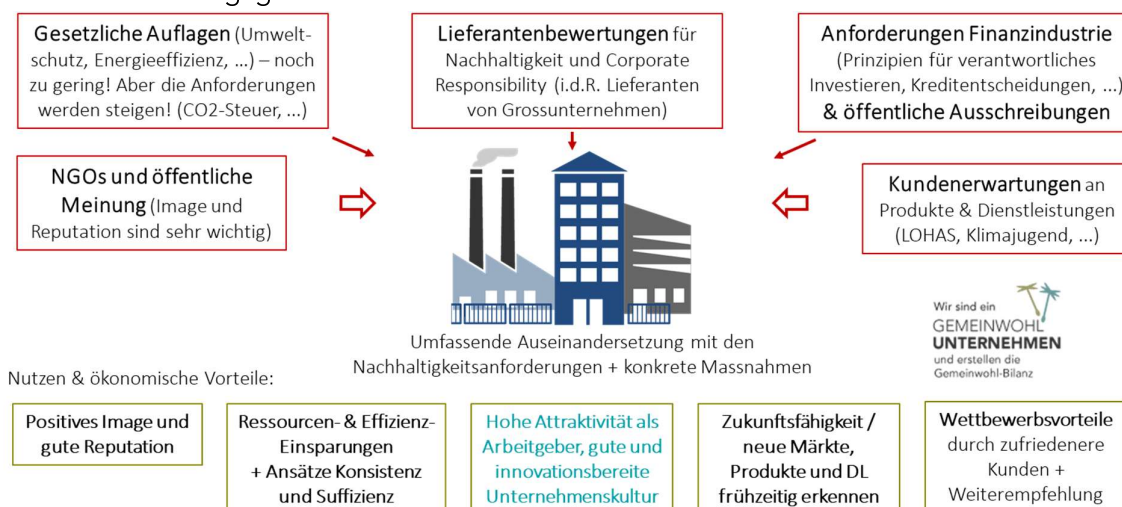 Gesetzliche Auflagen (Umwelt-
schutz, Energieeffizienz, ...) – noch
zu gering! Aber die Anforderungen
werden steigen! (CO2-Steuer, ...)
Lieferantenbewertungen für
Nachhaltigkeit und Corporate
Responsibility (i.d.R. Lieferanten
von Grossunternehmen)
Anforderungen Finanzindustrie
(Prinzipien für verantwortliches
Investieren, Kreditentscheidungen, ...)
& öffentliche Ausschreibungen
NGOs und öffentliche
Meinung (Image und
Reputation sind sehr wichtig)
Kundenerwartungen an
Produkte & Dienstleistungen
(LOHAS, Klimajugend, ...)
Umfassende Auseinandersetzung mit den
Nachhaltigkeitsanforderungen + konkrete Massnahmen
Wir sind ein
GEMEINWOHL
UNTERNEHMEN
und erstellen die
Gemeinwohl-Bilanz
Nutzen & ökonomische Vorteile:
Positives Image und
gute Reputation
Ressourcen- & Effizienz-
Einsparungen
+ Ansätze Konsistenz
und Suffizienz
Hohe Attraktivität als
Arbeitgeber, gute und
innovationsbereite
Unternehmenskultur
Zukunftsfähigkeit /
neue Märkte,
Produkte und DL
frühzeitig erkennen
Wettbewerbsvorteile
durch zufriedenere
Kunden +
Weiterempfehlung